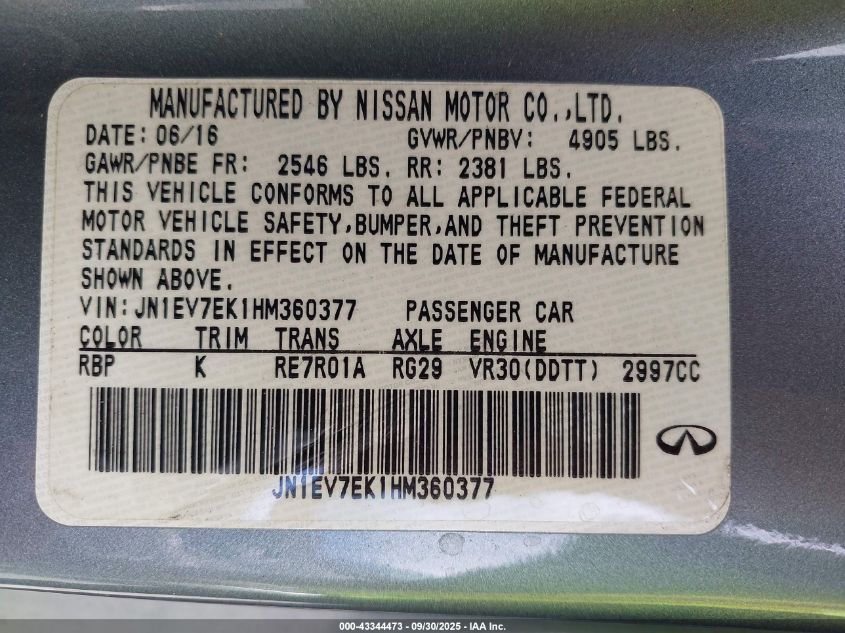 MANUFACTURED BY NISSAN MOTOR CO.,LTD.
DATE: 06/16 GVWR/PNBV: 4905 LBS.
GAWR/PNBE FR: 2546 LBS. RR: 2381 LBS.
THIS VEHICLE CONFORMS TO ALL APPLICABLE FEDERAL
MOTOR VEHICLE SAFETY,BUMPER,AND THEFT PREVENTION
STANDARDS IN EFFECT ON THE DATE OF MANUFACTURE
SHOWN ABOVE.
VIN: JN1EV7EK1HM360377 PASSENGER CAR
COLOR TRIM TRANS AXLE ENGINE
RBP K RE7R01A RG29 VR30(DDTT) 2997CC
JN1EV7EK1HM360377
000-43344473 - 09/30/2025 - IAA Inc.